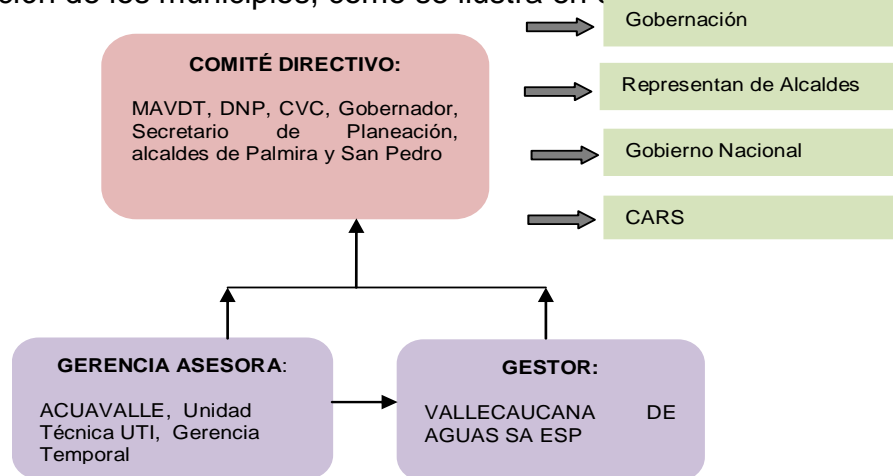 ción de los municipios, como se ilustra en
Gobernación
COMITÉ DIRECTIVO:
MAVDT, DNP, CVC, Gobernador,
Secretario de Planeación,
alcaldes de Palmira y San Pedro
Representan de Alcaldes
Gobierno Nacional
CARS
GERENCIA ASESORA:
ACUAVALLE, Unidad
Técnica UTI, Gerencia
Temporal
GESTOR:
VALLECAUCANA DE
AGUAS SA ESP